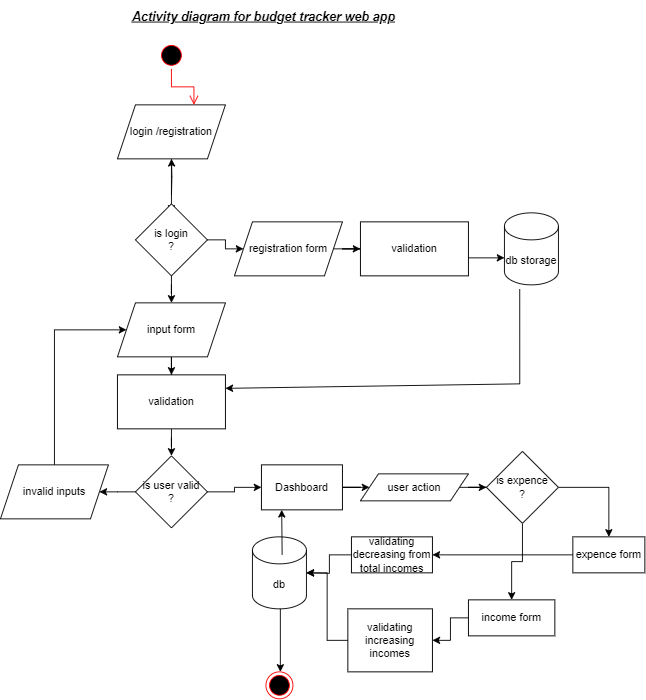 Activity diagram for budget tracker web app
login /registration
is login
?
registration form
validation
db storage
input form
validation
is user valid
?
invalid inputs
Dashboard
user action
is expence
?
validating
decreasing from
total incomes
expence form
db
income form
validating
increasing
incomes